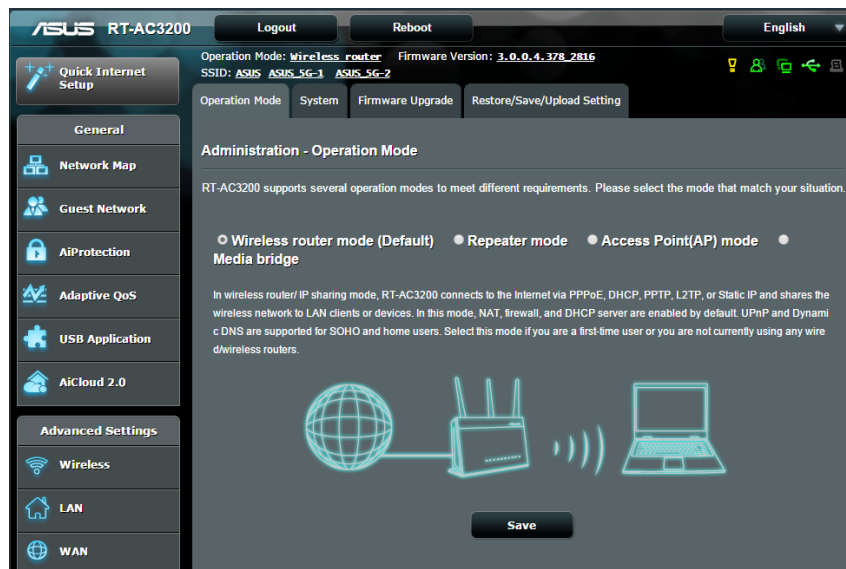 ASUS RT-AC3200 Logout Reboot English
Operation Mode: Wireless router Firmware Version: 3.0.0.4.378_2816
SSID: ASUS ASUS_5G-1 ASUS_5G-2
Quick Internet
Setup
Operation Mode System Firmware Upgrade Restore/Save/Upload Setting
General
Network Map
Guest Network
AiProtection
Adaptive QoS
USB Application
AiCloud 2.0
Advanced Settings
Wireless
LAN
WAN
Administration - Operation Mode
RT-AC3200 supports several operation modes to meet different requirements. Please select the mode that match your situation.
Wireless router mode (Default) Repeater mode Access Point(AP) mode
Media bridge
In wireless router/ IP sharing mode, RT-AC3200 connects to the Internet via PPPoE, DHCP, PPTP, L2TP, or Static IP and shares the
wireless network to LAN clients or devices. In this mode, NAT, firewall, and DHCP server are enabled by default. UPnP and Dynami
c DNS are supported for SOHO and home users. Select this mode if you are a first-time user or you are not currently using any wire
d/wireless routers.
Save